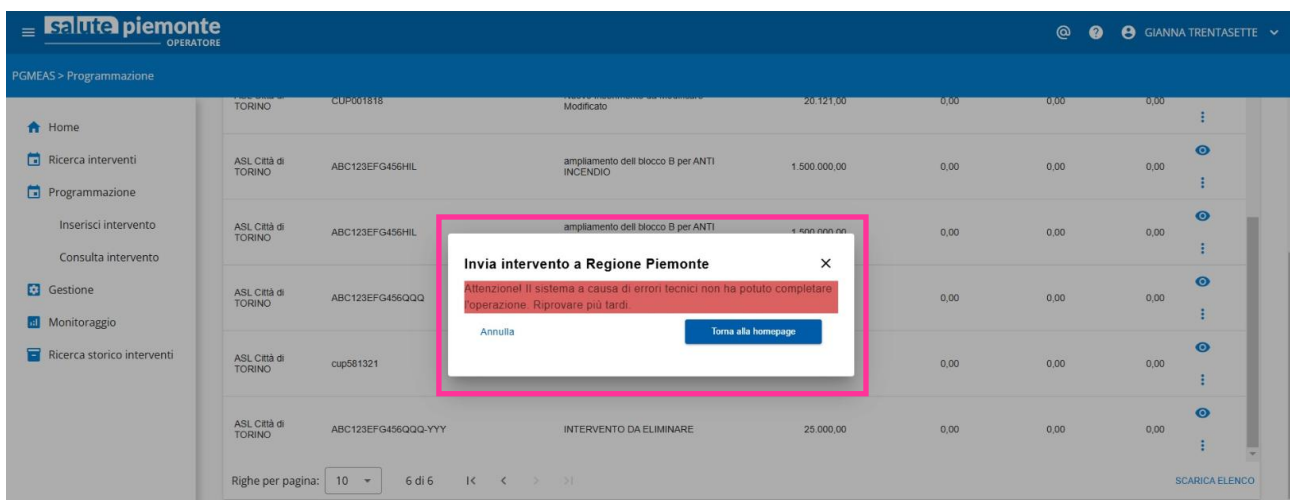 salute piemonte
OPERATORE
GIANNA TRENTASETTE
PGMEAS > Programmazione
Home
Ricerca interventi
Programmazione
Inserisci intervento
Consulta intervento
Gestione
Monitoraggio
Ricerca storico interventi
TORINO CUP001818 Modificato 20.121,00 0,00 0,00 0,00
ASL Città di
TORINO
ABC123EFG456HIL
ampliamento dell blocco B per ANTI
INCENDIO
1.500.000,00 0,00 0,00 0,00
ASL Città di
TORINO
ABC123EFG456HIL
ampliamento dell blocco B per ANTI
1.500.000,00 0,00 0,00 0,00
ASL Città di
TORINO
ABC123EFG456QQQ
0,00 0,00 0,00
ASL Città di
TORINO
cup581321
0,00 0,00 0,00
ASL Città di
TORINO
ABC123EFG456QQQ-YYY
INTERVENTO DA ELIMINARE
25.000,00 0,00 0,00 0,00
Invia intervento a Regione Piemonte
Attenzione! Il sistema a causa di errori tecnici non ha potuto completare
l'operazione. Riprovare più tardi.
Annulla
Torna alla homepage
Righe per pagina: 10 6 di 6
SCARICA ELENCO